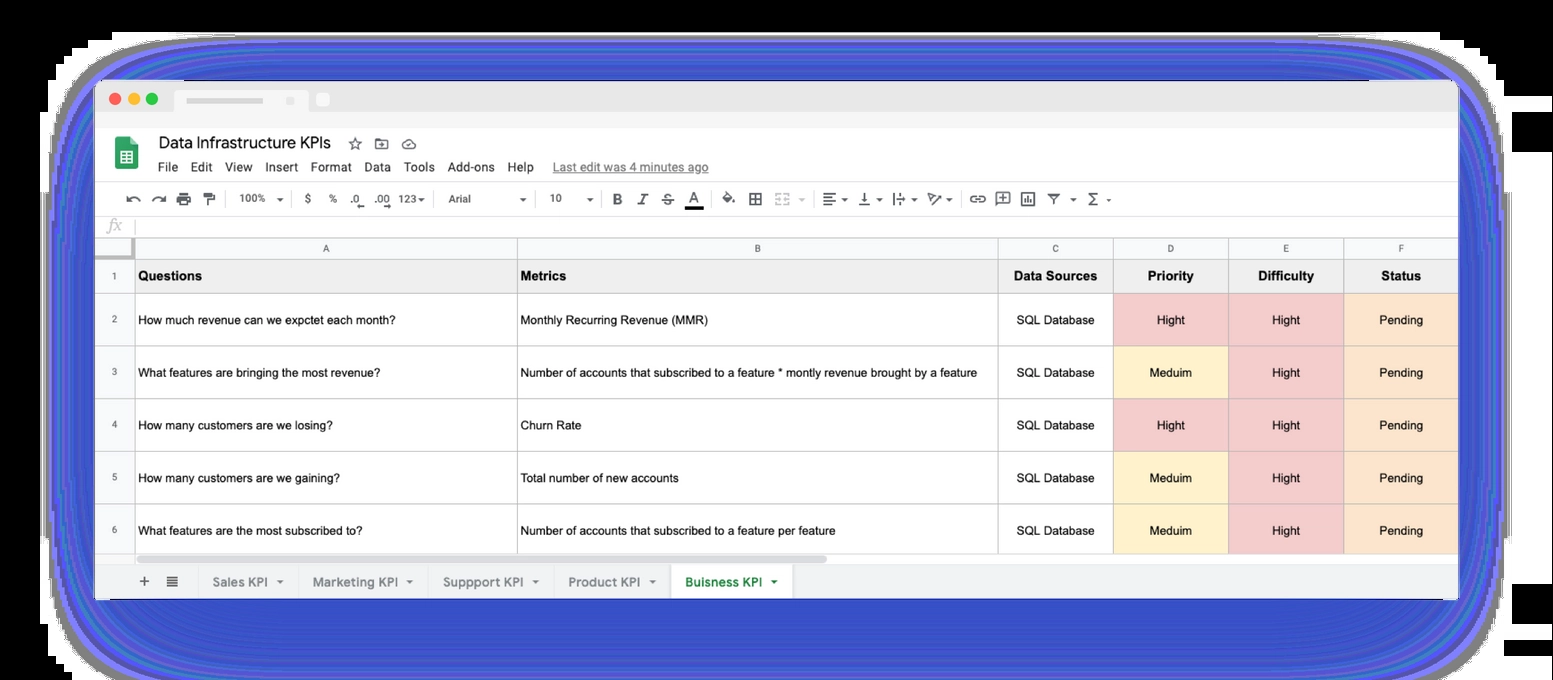 Data Infrastructure KPIs
File Edit View Insert Format Data Tools Add-ons Help Last edit was 4 minutes ago
100% $ % .0 .00 123 Arial 10 B I S A Σ
fx
A B C D E F
1 Questions Metrics Data Sources Priority Difficulty Status
2 How much revenue can we expctet each month? Monthly Recurring Revenue (MMR) SQL Database Hight Hight Pending
3 What features are bringing the most revenue? Number of accounts that subscribed to a feature * montly revenue brought by a feature SQL Database Meduim Hight Pending
4 How many customers are we losing? Churn Rate SQL Database Hight Hight Pending
5 How many customers are we gaining? Total number of new accounts SQL Database Meduim Hight Pending
6 What features are the most subscribed to? Number of accounts that subscribed to a feature per feature SQL Database Meduim Hight Pending
+ Sales KPI Marketing KPI Suppport KPI Product KPI Buisness KPI